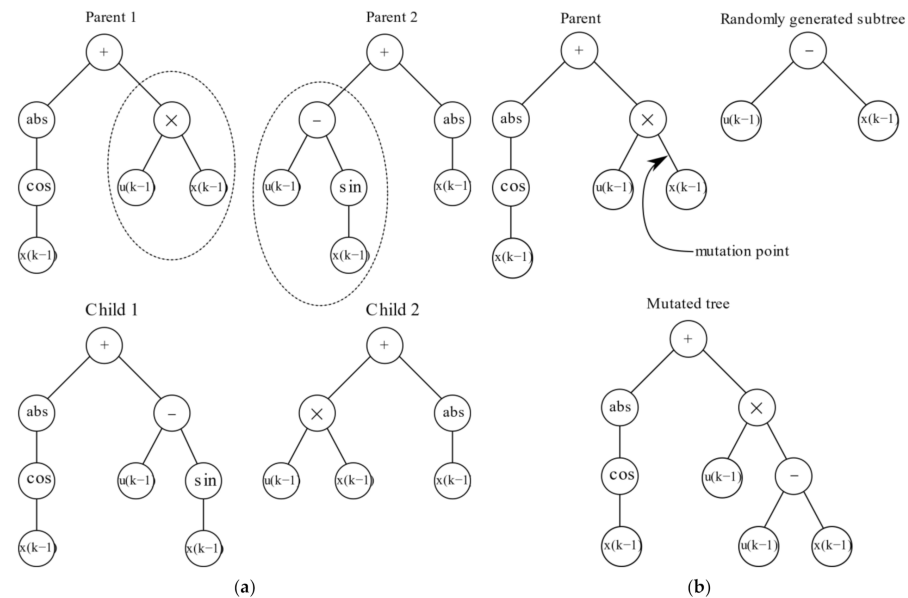 Parent 1
Parent 2
Parent
Randomly generated subtree
+
+
+
−
abs
×
−
abs
abs
×
u(k−1)
x(k−1)
cos
u(k−1)
x(k−1)
u(k−1)
sin
x(k−1)
cos
u(k−1)
x(k−1)
x(k−1)
x(k−1)
x(k−1)
mutation point
Child 1
Child 2
Mutated tree
+
+
+
abs
−
×
abs
abs
×
cos
u(k−1)
sin
u(k−1)
x(k−1)
x(k−1)
cos
u(k−1)
−
x(k−1)
x(k−1)
x(k−1)
u(k−1)
x(k−1)
(a)
(b)